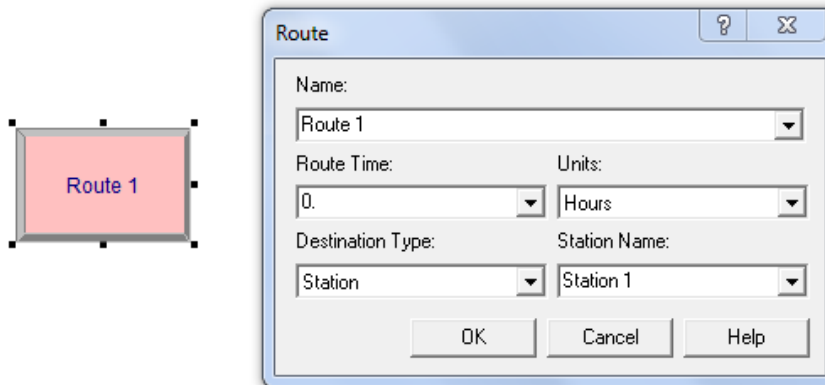 Route
Name:
Route 1
Route 1
Route Time:
Units:
0.
Hours
Destination Type:
Station Name:
Station
Station 1
OK
Cancel
Help